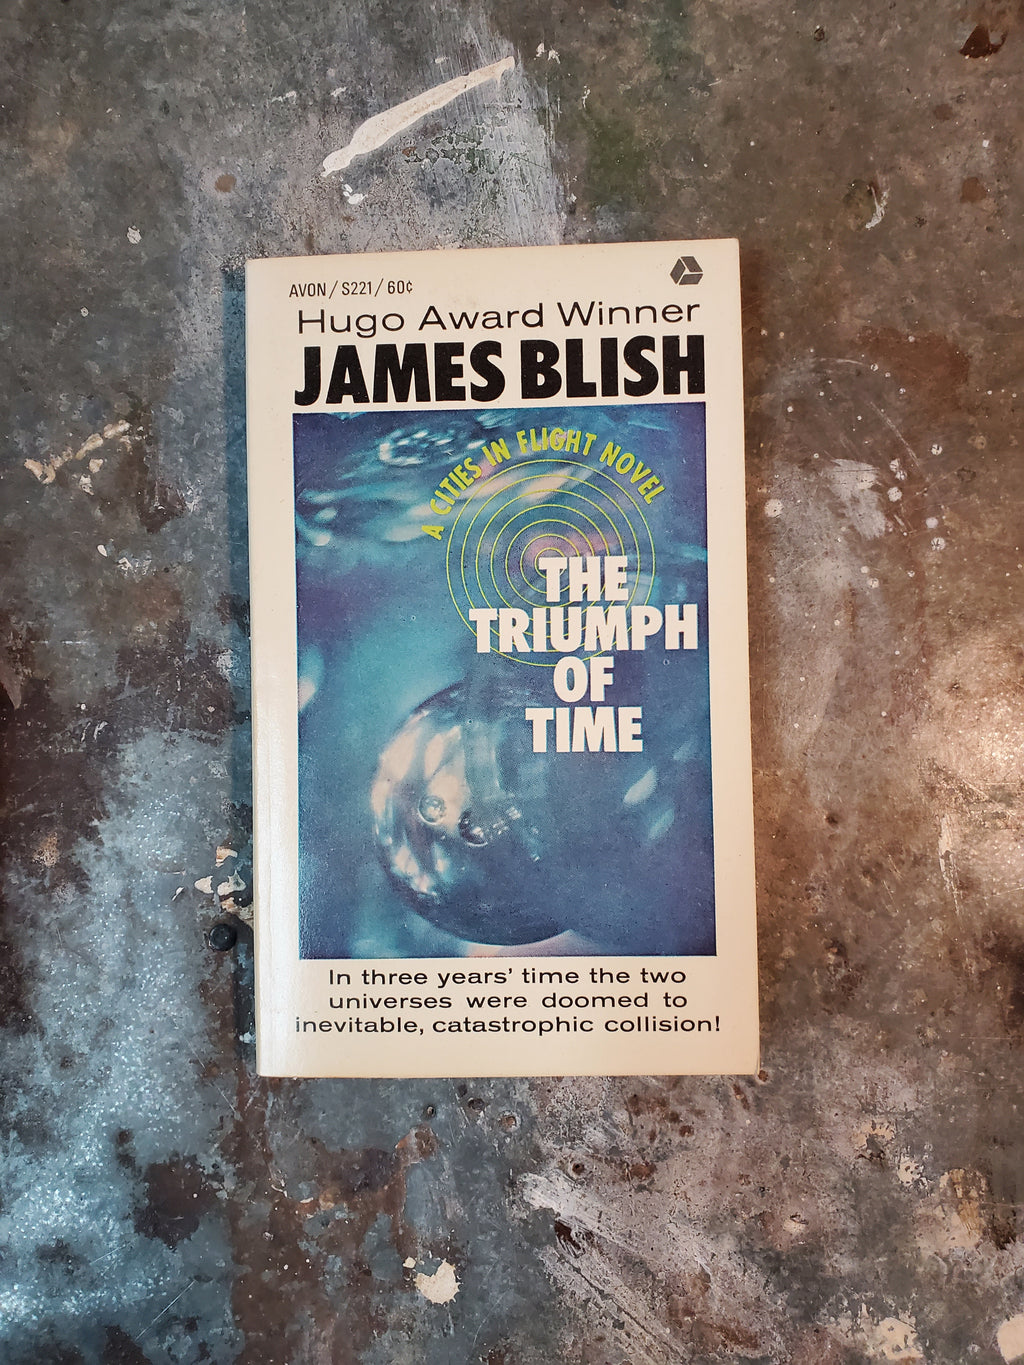 AVON / S221 / 60¢
Hugo Award Winner
JAMES BLISH
A CITIES IN FLIGHT NOVEL
THE
TRIUMPH
OF
TIME
In three years' time the two
universes were doomed to
inevitable, catastrophic collision!